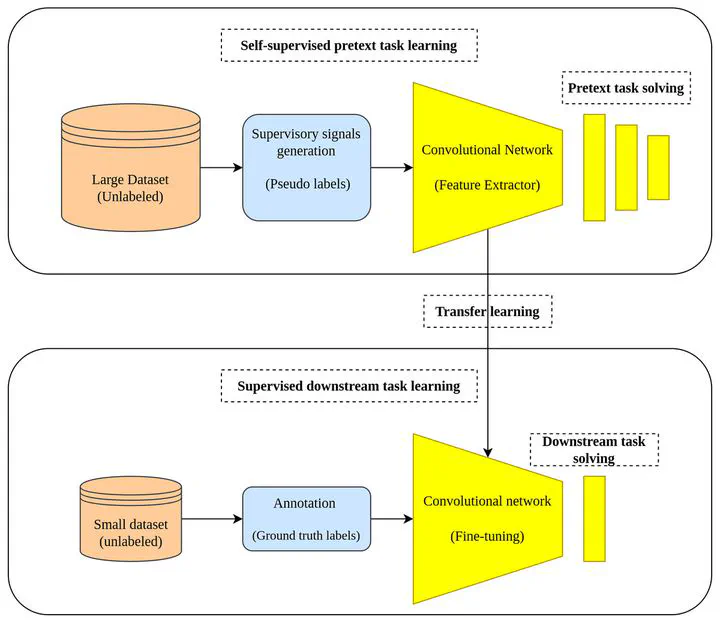 Self-supervised pretext task learning
Pretext task solving
Supervisory signals
generation
(Pseudo labels)
Large Dataset
(Unlabeled)
Convolutional Network
(Feature Extractor)
Transfer learning
Supervised downstream task learning
Downstream task
solving
Small dataset
(unlabeled)
Annotation
(Ground truth labels)
Convolutional network
(Fine-tuning)